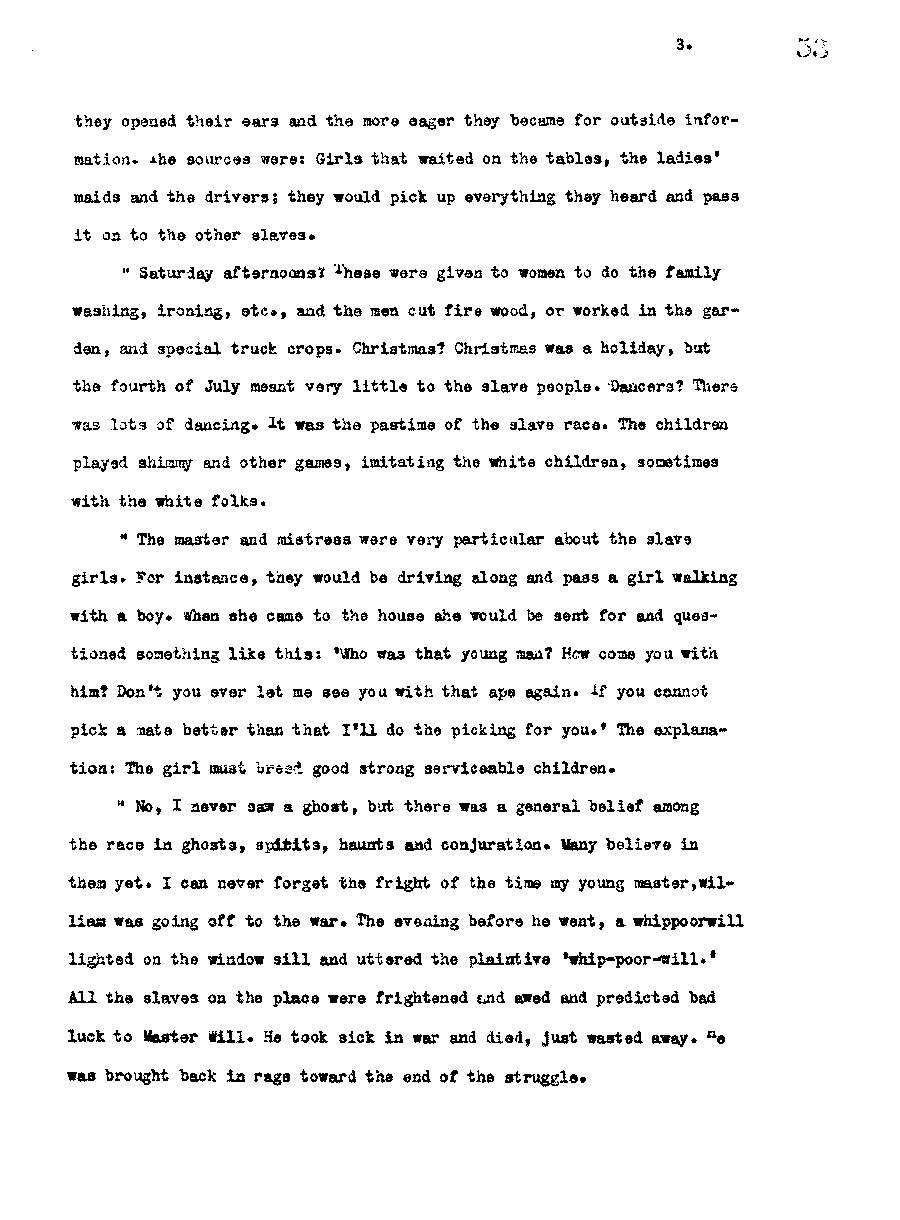 3. 53
they opened their ears and the more eager they became for outside infor-
mation. The sources were: Girls that waited on the tables, the ladies'
maids and the drivers; they would pick up everything they heard and pass
it on to the other slaves.
" Saturday afternoons? These were given to women to do the family
washing, ironing, etc., and the men cut fire wood, or worked in the gar-
den, and special truck crops. Christmas? Christmas was a holiday, but
the fourth of July meant very little to the slave people. Dancers? There
was lots of dancing. It was the pastime of the slave race. The children
played shimmy and other games, imitating the white children, sometimes
with the white folks.
" The master and mistress were very particular about the slave
girls. For instance, they would be driving along and pass a girl walking
with a boy. When she came to the house she would be sent for and ques-
tioned something like this: 'Who was that young man? How come you with
him? Don't you ever let me see you with that ape again. If you cannot
pick a mate better than that I'll do the picking for you.' The explana-
tion: The girl must breed good strong serviceable children.
" No, I never saw a ghost, but there was a general belief among
the race in ghosts, spirits, haunts and conjuration. Many believe in
them yet. I can never forget the fright of the time my young master,Wil-
liam was going off to the war. The evening before he went, a whippoorwill
lighted on the window sill and uttered the plaintive 'whip-poor-will.'
All the slaves on the place were frightened and awed and predicted bad
luck to Master Will. He took sick in war and died, just wasted away. He
was brought back in rags toward the end of the struggle.